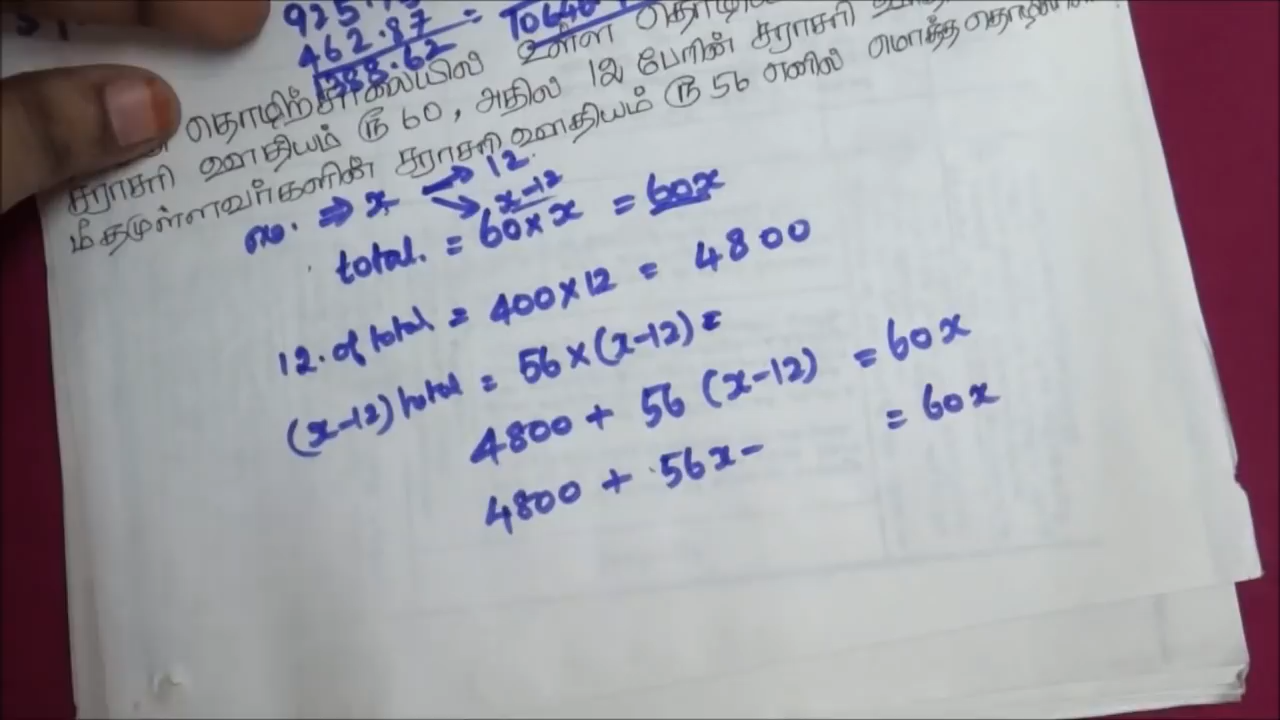 925.
462.87 =
1388.62
தொழிற்சாலையில் உள்ள
சராசரி ஊதியம் ரூ 60, அதில் 12 பேரின் சராசரி
மீதமுள்ளவர்களின் சராசரி ஊதியம் ரூ 56 எனில் மொத்த
no. ⇒ x → 12
→ x-12
total. = 60 × x = 60x
12. of total = 400 × 12 = 4800
(x-12) total = 56 × (x-12) =
4800 + 56 (x-12) = 60x
4800 + 56x - = 60x